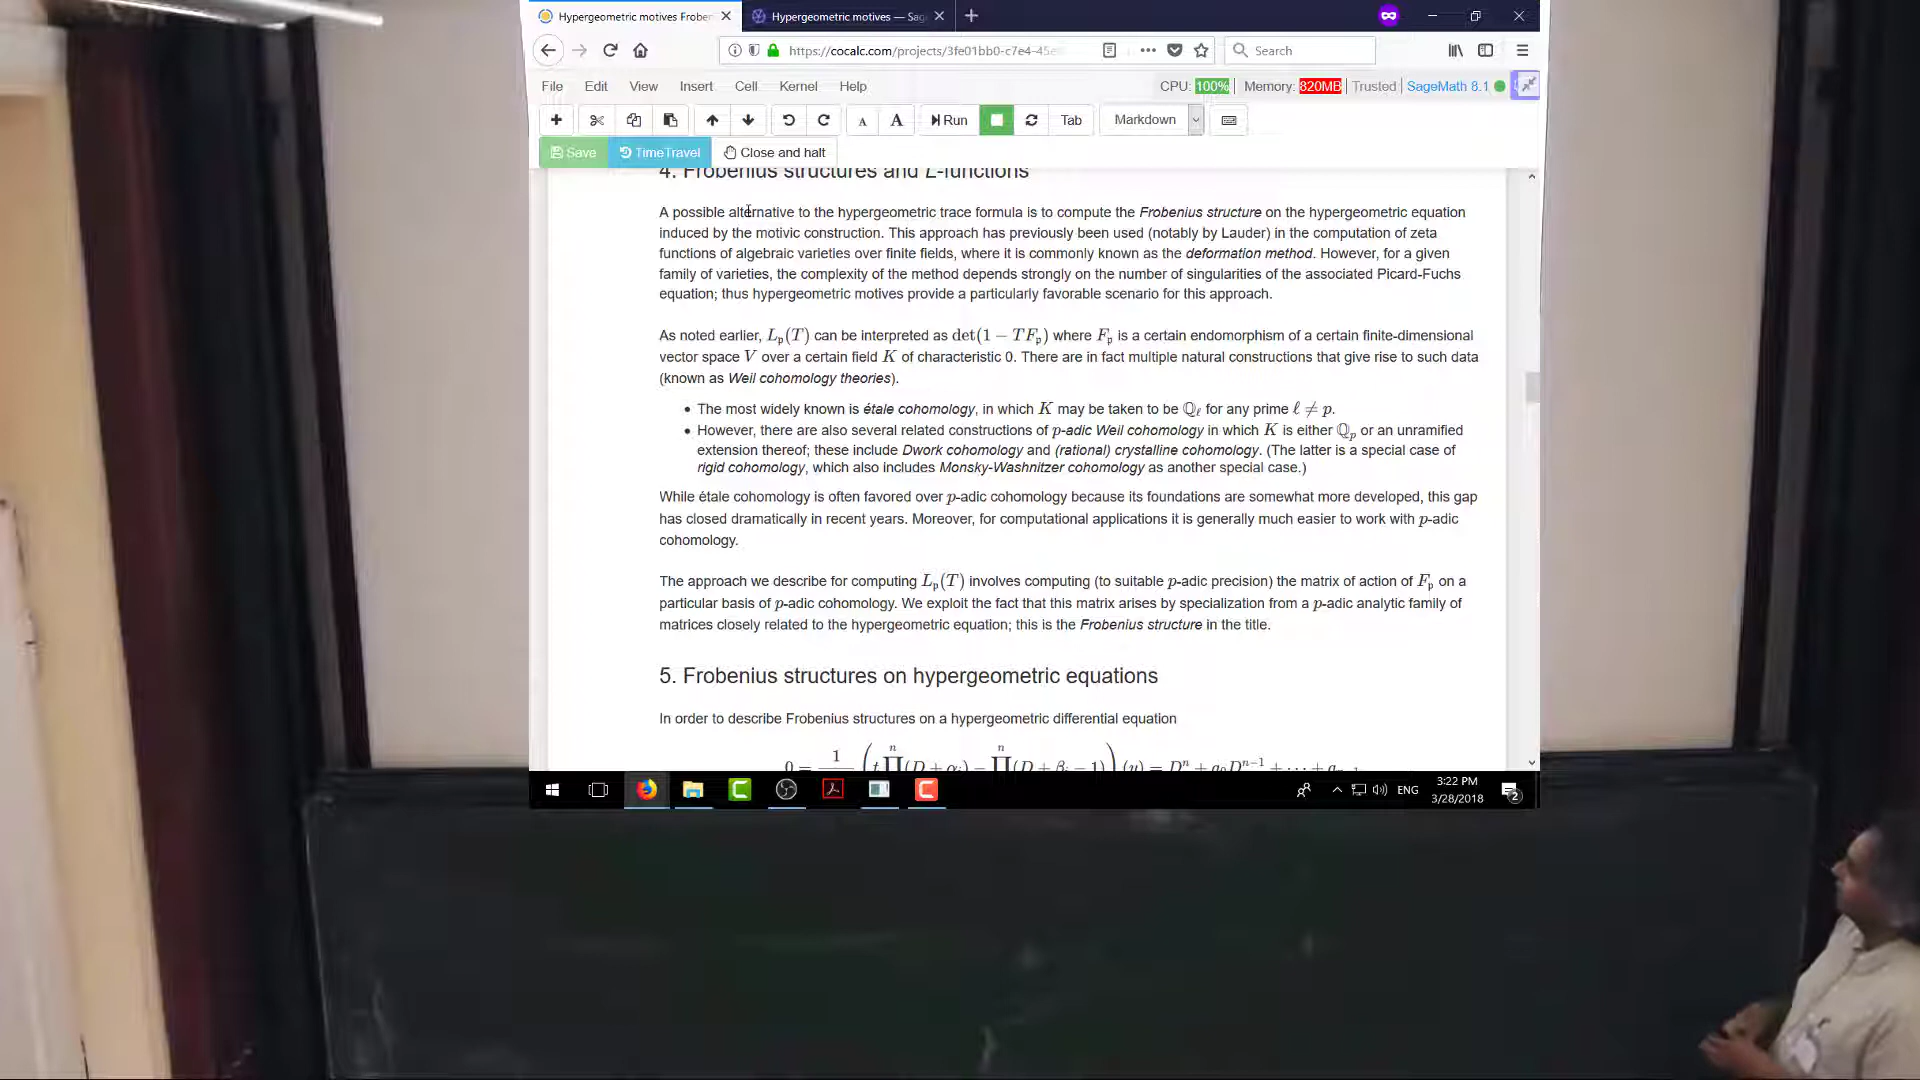 Hypergeometric motives Froben
Hypergeometric motives — Sag
https://cocalc.com/projects/3fe01bb0-c7e4-45e
Search
File Edit View Insert Cell Kernel Help
CPU: 100% Memory: 820MB Trusted SageMath 8.1
Run Tab Markdown
Save TimeTravel Close and halt
4. Frobenius structures and L-functions
A possible alternative to the hypergeometric trace formula is to compute the Frobenius structure on the hypergeometric equation
induced by the motivic construction. This approach has previously been used (notably by Lauder) in the computation of zeta
functions of algebraic varieties over finite fields, where it is commonly known as the deformation method. However, for a given
family of varieties, the complexity of the method depends strongly on the number of singularities of the associated Picard-Fuchs
equation; thus hypergeometric motives provide a particularly favorable scenario for this approach.
As noted earlier, L_𝔭(T) can be interpreted as det(1 − TF_𝔭) where F_𝔭 is a certain endomorphism of a certain finite-dimensional
vector space V over a certain field K of characteristic 0. There are in fact multiple natural constructions that give rise to such data
(known as Weil cohomology theories).
• The most widely known is étale cohomology, in which K may be taken to be ℚ_ℓ for any prime ℓ ≠ p.
• However, there are also several related constructions of p-adic Weil cohomology in which K is either ℚ_p or an unramified
extension thereof; these include Dwork cohomology and (rational) crystalline cohomology. (The latter is a special case of
rigid cohomology, which also includes Monsky-Washnitzer cohomology as another special case.)
While étale cohomology is often favored over p-adic cohomology because its foundations are somewhat more developed, this gap
has closed dramatically in recent years. Moreover, for computational applications it is generally much easier to work with p-adic
cohomology.
The approach we describe for computing L_𝔭(T) involves computing (to suitable p-adic precision) the matrix of action of F_𝔭 on a
particular basis of p-adic cohomology. We exploit the fact that this matrix arises by specialization from a p-adic analytic family of
matrices closely related to the hypergeometric equation; this is the Frobenius structure in the title.
5. Frobenius structures on hypergeometric equations
In order to describe Frobenius structures on a hypergeometric differential equation
ENG
3:22 PM
3/28/2018
2